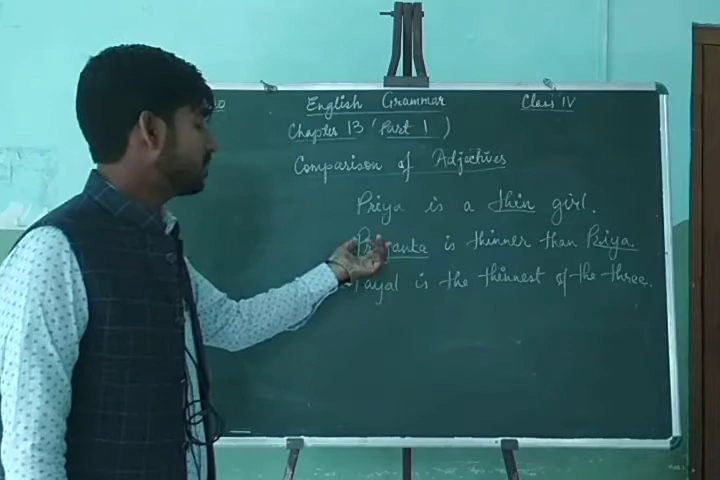 English Grammar Class IV
Chapter 13 (Part 1)
Comparison of Adjectives
Priya is a thin girl.
Priyanka is thinner than Priya.
Payal is the thinnest of the three.